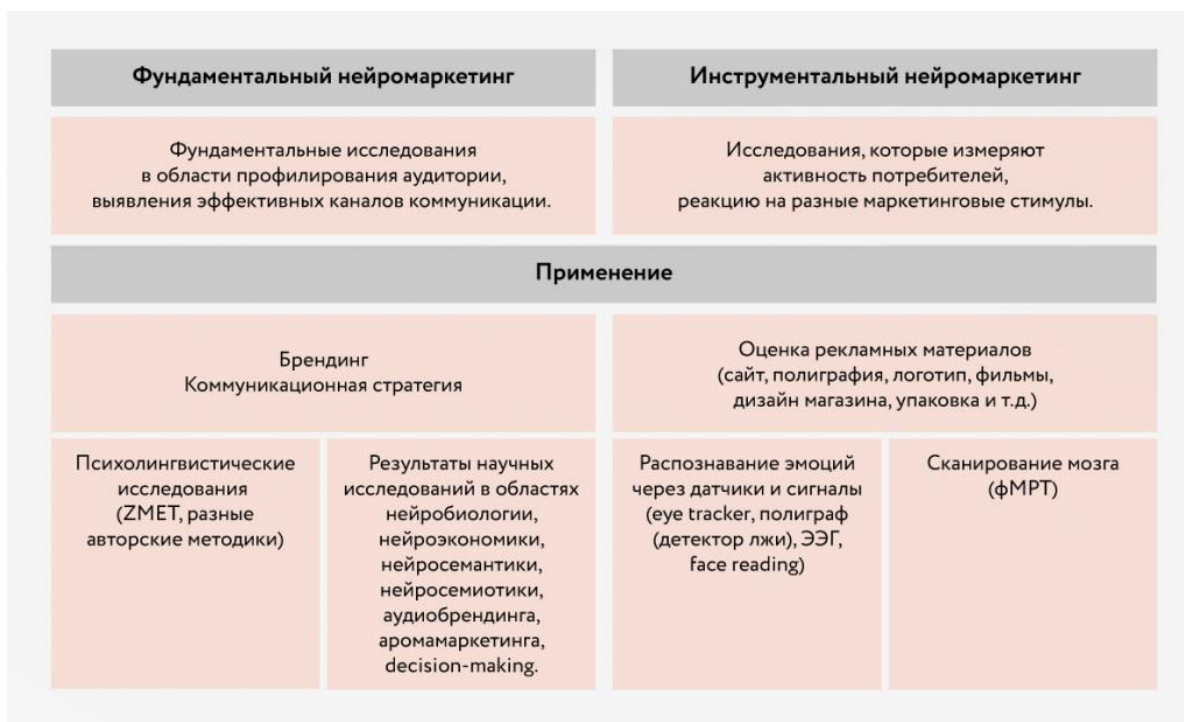 Фундаментальный нейромаркетинг
Инструментальный нейромаркетинг
Фундаментальные исследования
в области профилирования аудитории,
выявления эффективных каналов коммуникации.
Исследования, которые измеряют
активность потребителей,
реакцию на разные маркетинговые стимулы.
Применение
Брендинг
Коммуникационная стратегия
Оценка рекламных материалов
(сайт, полиграфия, логотип, фильмы,
дизайн магазина, упаковка и т.д.)
Психолингвистические
исследования
(ZMET, разные
авторские методики)
Результаты научных
исследований в областях
нейробиологии,
нейроэкономики,
нейросемантики,
нейросемиотики,
аудиобрендинга,
аромамаркетинга,
decision-making.
Распознавание эмоций
через датчики и сигналы
(eye tracker, полиграф
(детектор лжи), ЭЭГ,
face reading)
Сканирование мозга
(фМРТ)